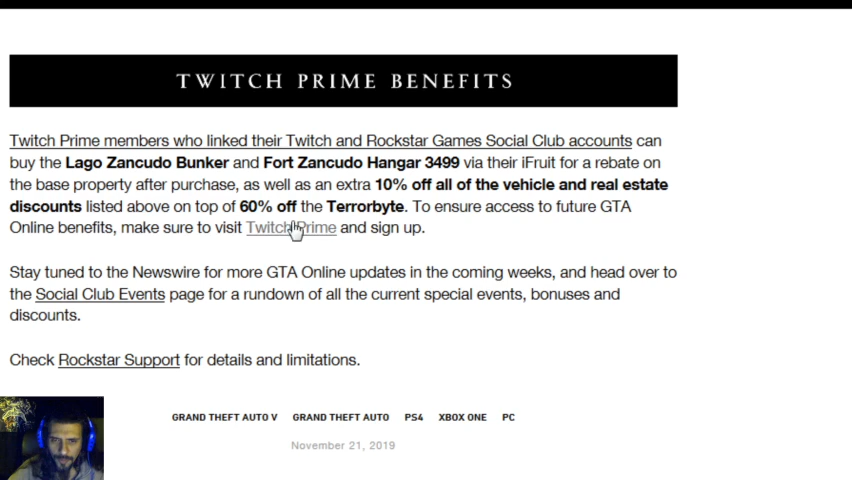 TWITCH PRIME BENEFITS
Twitch Prime members who linked their Twitch and Rockstar Games Social Club accounts can
buy the Lago Zancudo Bunker and Fort Zancudo Hangar 3499 via their iFruit for a rebate on
the base property after purchase, as well as an extra 10% off all of the vehicle and real estate
discounts listed above on top of 60% off the Terrorbyte. To ensure access to future GTA
Online benefits, make sure to visit Twitch Prime and sign up.
Stay tuned to the Newswire for more GTA Online updates in the coming weeks, and head over to
the Social Club Events page for a rundown of all the current special events, bonuses and
discounts.
Check Rockstar Support for details and limitations.
GRAND THEFT AUTO V GRAND THEFT AUTO PS4 XBOX ONE PC
November 21, 2019